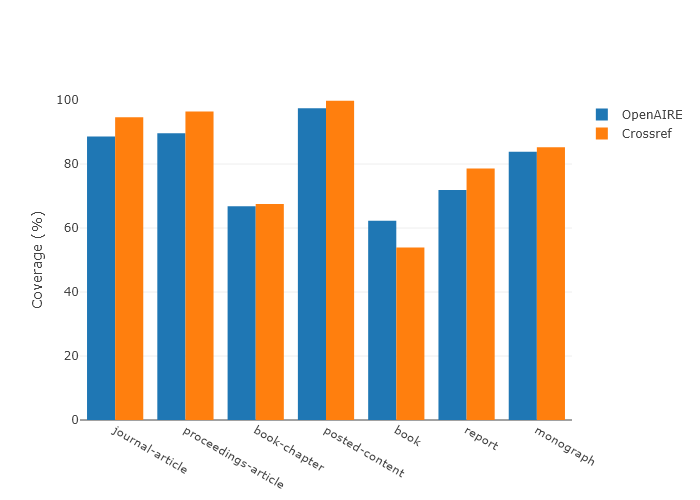 100
80
60
40
20
0
Coverage (%)
journal-article
proceedings-article
book-chapter
posted-content
book
report
monograph
OpenAIRE
Crossref